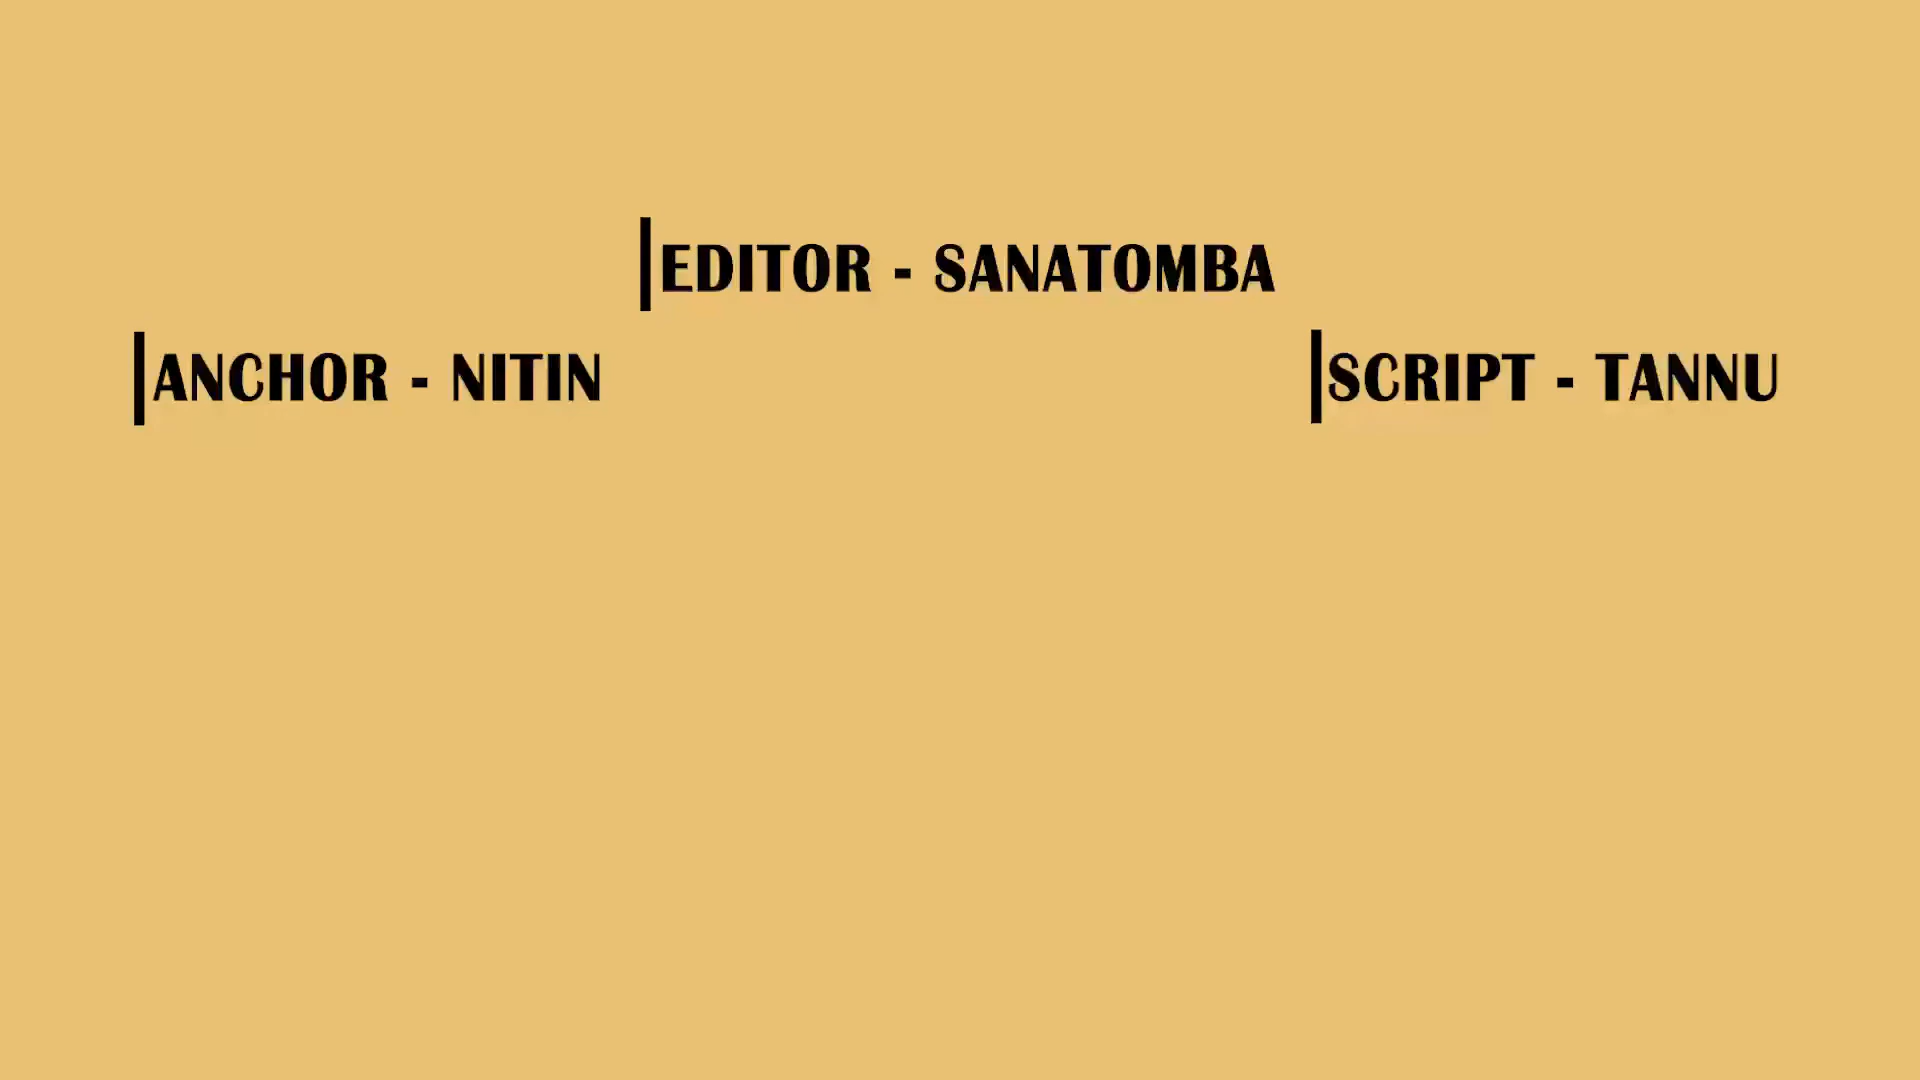 EDITOR - SANATOMBA
ANCHOR - NITIN
SCRIPT - TANNU